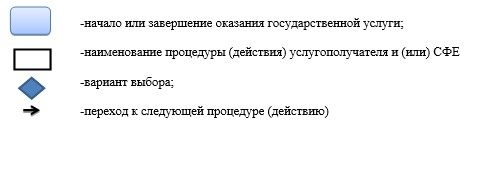 -начало или завершение оказания государственной услуги;
-наименование процедуры (действия) услугополучателя и (или) СФЕ
-вариант выбора;
-переход к следующей процедуре (действию)